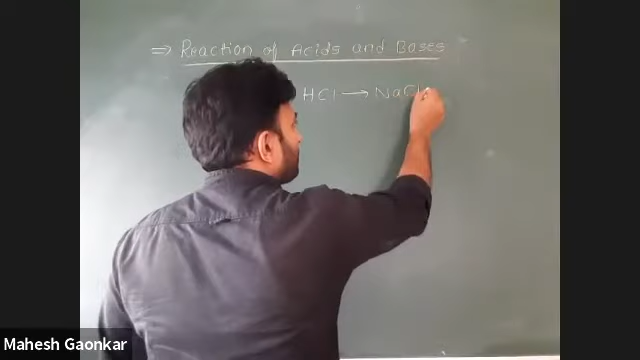 ⇒ Reaction of Acids and Bases
HCl → NaCl
Mahesh Gaonkar